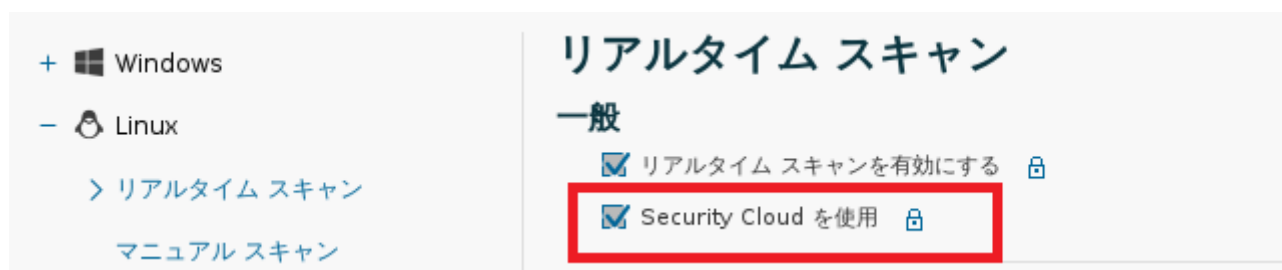 Windows
Linux
リアルタイム スキャン
マニュアル スキャン
リアルタイム スキャン
一般
リアルタイム スキャンを有効にする
Security Cloud を使用